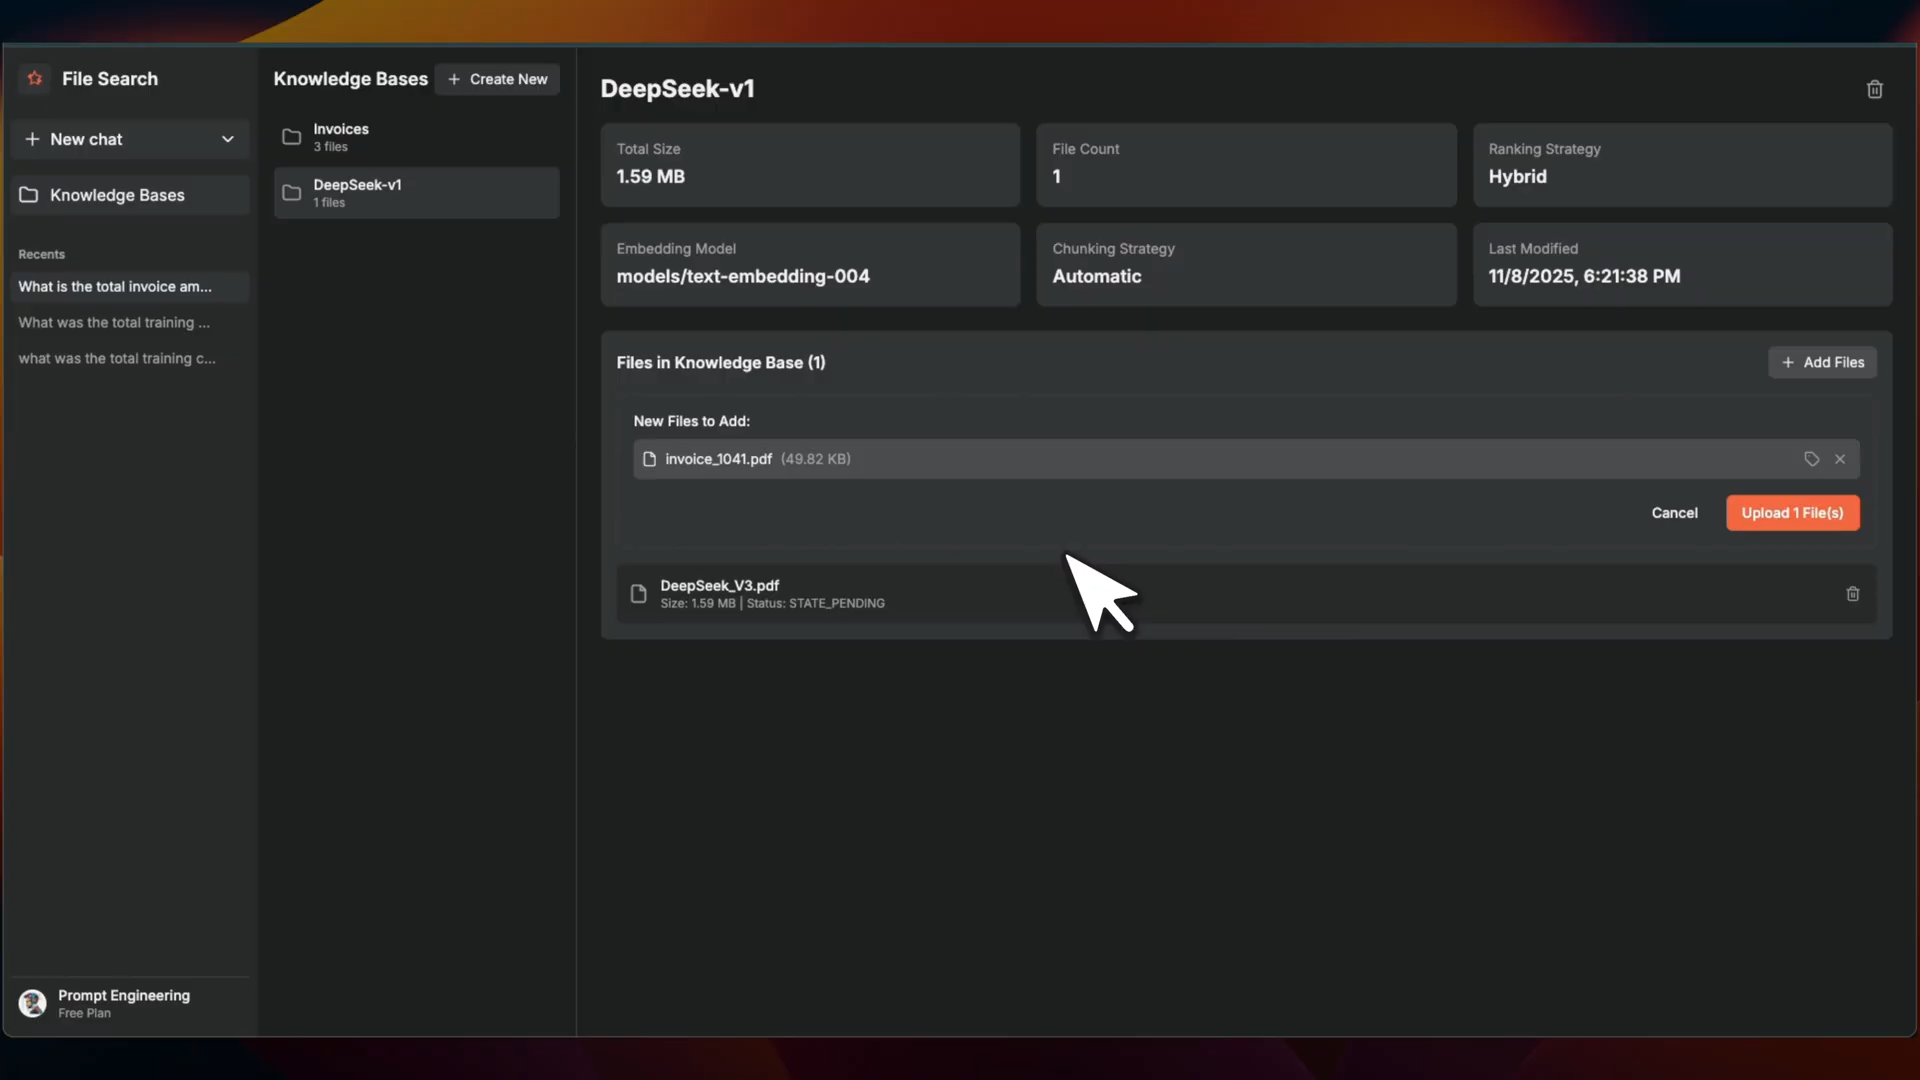 File Search
New chat
Knowledge Bases
Recents
What is the total invoice am...
What was the total training ...
what was the total training c...
Prompt Engineering
Free Plan
Knowledge Bases
Create New
Invoices
3 files
DeepSeek-v1
1 files
DeepSeek-v1
Total Size
1.59 MB
File Count
1
Ranking Strategy
Hybrid
Embedding Model
models/text-embedding-004
Chunking Strategy
Automatic
Last Modified
11/8/2025, 6:21:38 PM
Files in Knowledge Base (1)
Add Files
New Files to Add:
invoice_1041.pdf (49.82 KB)
Cancel
Upload 1 File(s)
DeepSeek_V3.pdf
Size: 1.59 MB | Status: STATE_PENDING